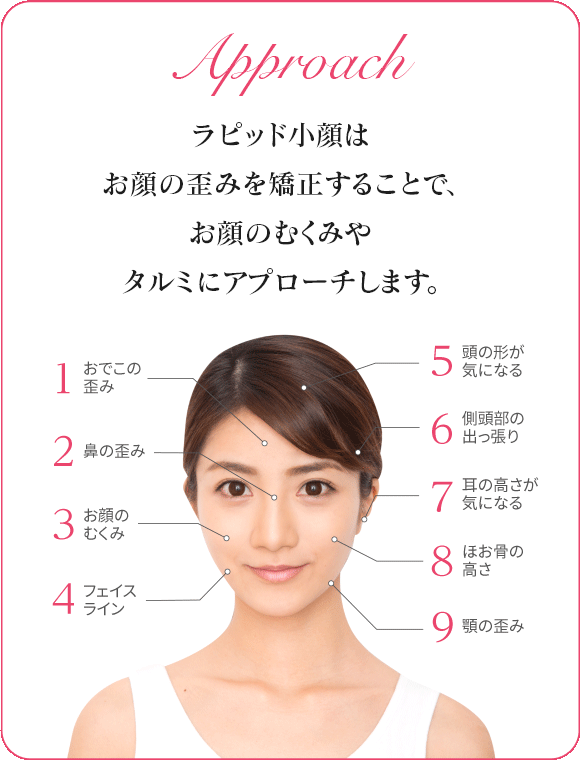 Approach
ラピッド小顔は
お顔の歪みを矯正することで、
お顔のむくみや
タルミにアプローチします。
1 おでこの
歪み
2 鼻の歪み
3 お顔の
むくみ
4 フェイス
ライン
5 頭の形が
気になる
6 側頭部の
出っ張り
7 耳の高さが
気になる
8 ほお骨の
高さ
9 顎の歪み